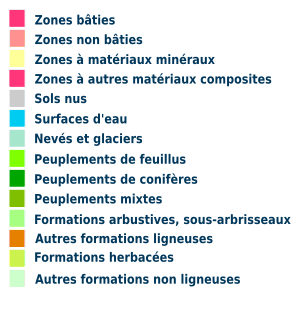 Zones bâties
Zones non bâties
Zones à matériaux minéraux
Zones à autres matériaux composites
Sols nus
Surfaces d'eau
Nevés et glaciers
Peuplements de feuillus
Peuplements de conifères
Peuplements mixtes
Formations arbustives, sous-arbrisseaux
Autres formations ligneuses
Formations herbacées
Autres formations non ligneuses